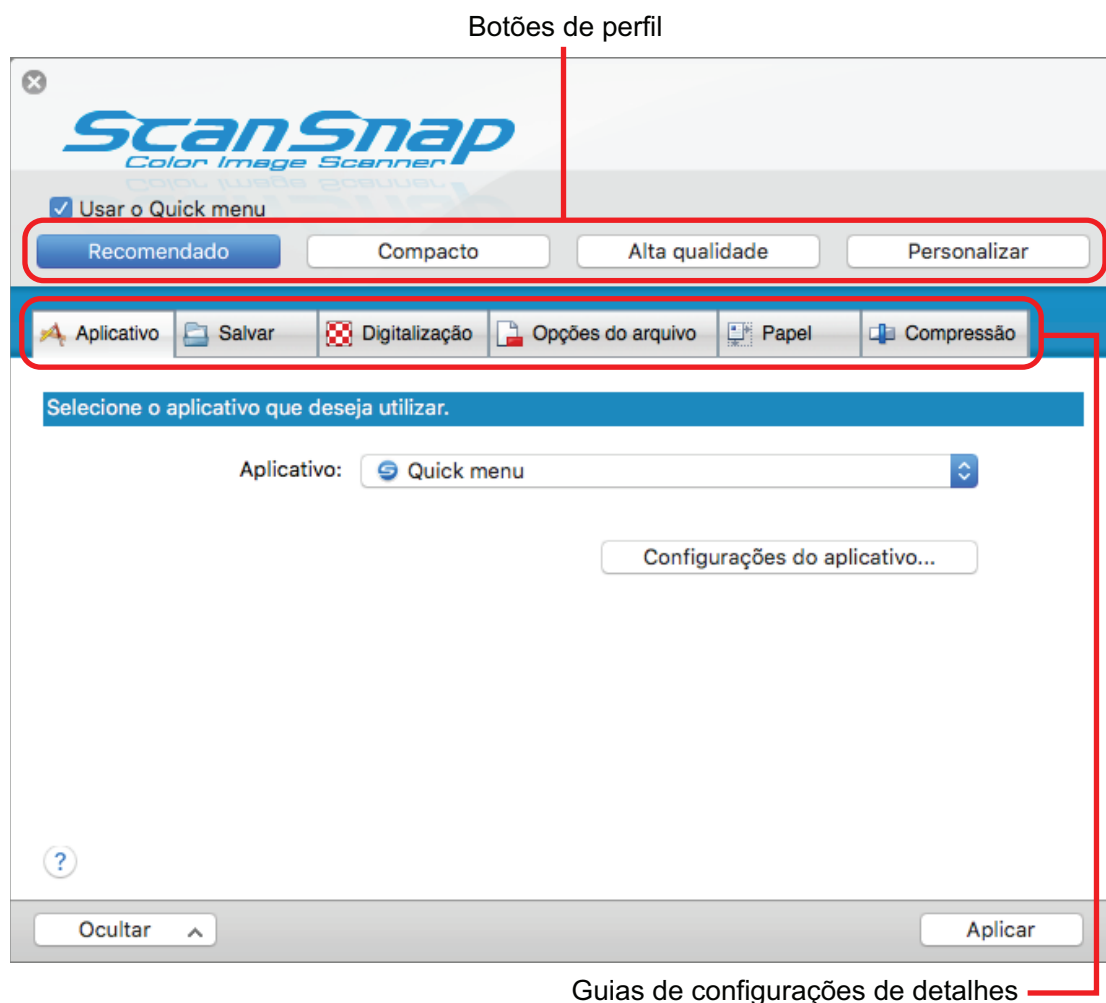 Botões de perfil
ScanSnap
Color Image Scanner
Usar o Quick menu
Recomendado Compacto Alta qualidade Personalizar
Aplicativo Salvar Digitalização Opções do arquivo Papel Compressão
Selecione o aplicativo que deseja utilizar.
Aplicativo: Quick menu
Configurações do aplicativo...
?
Ocultar Aplicar
Guias de configurações de detalhes